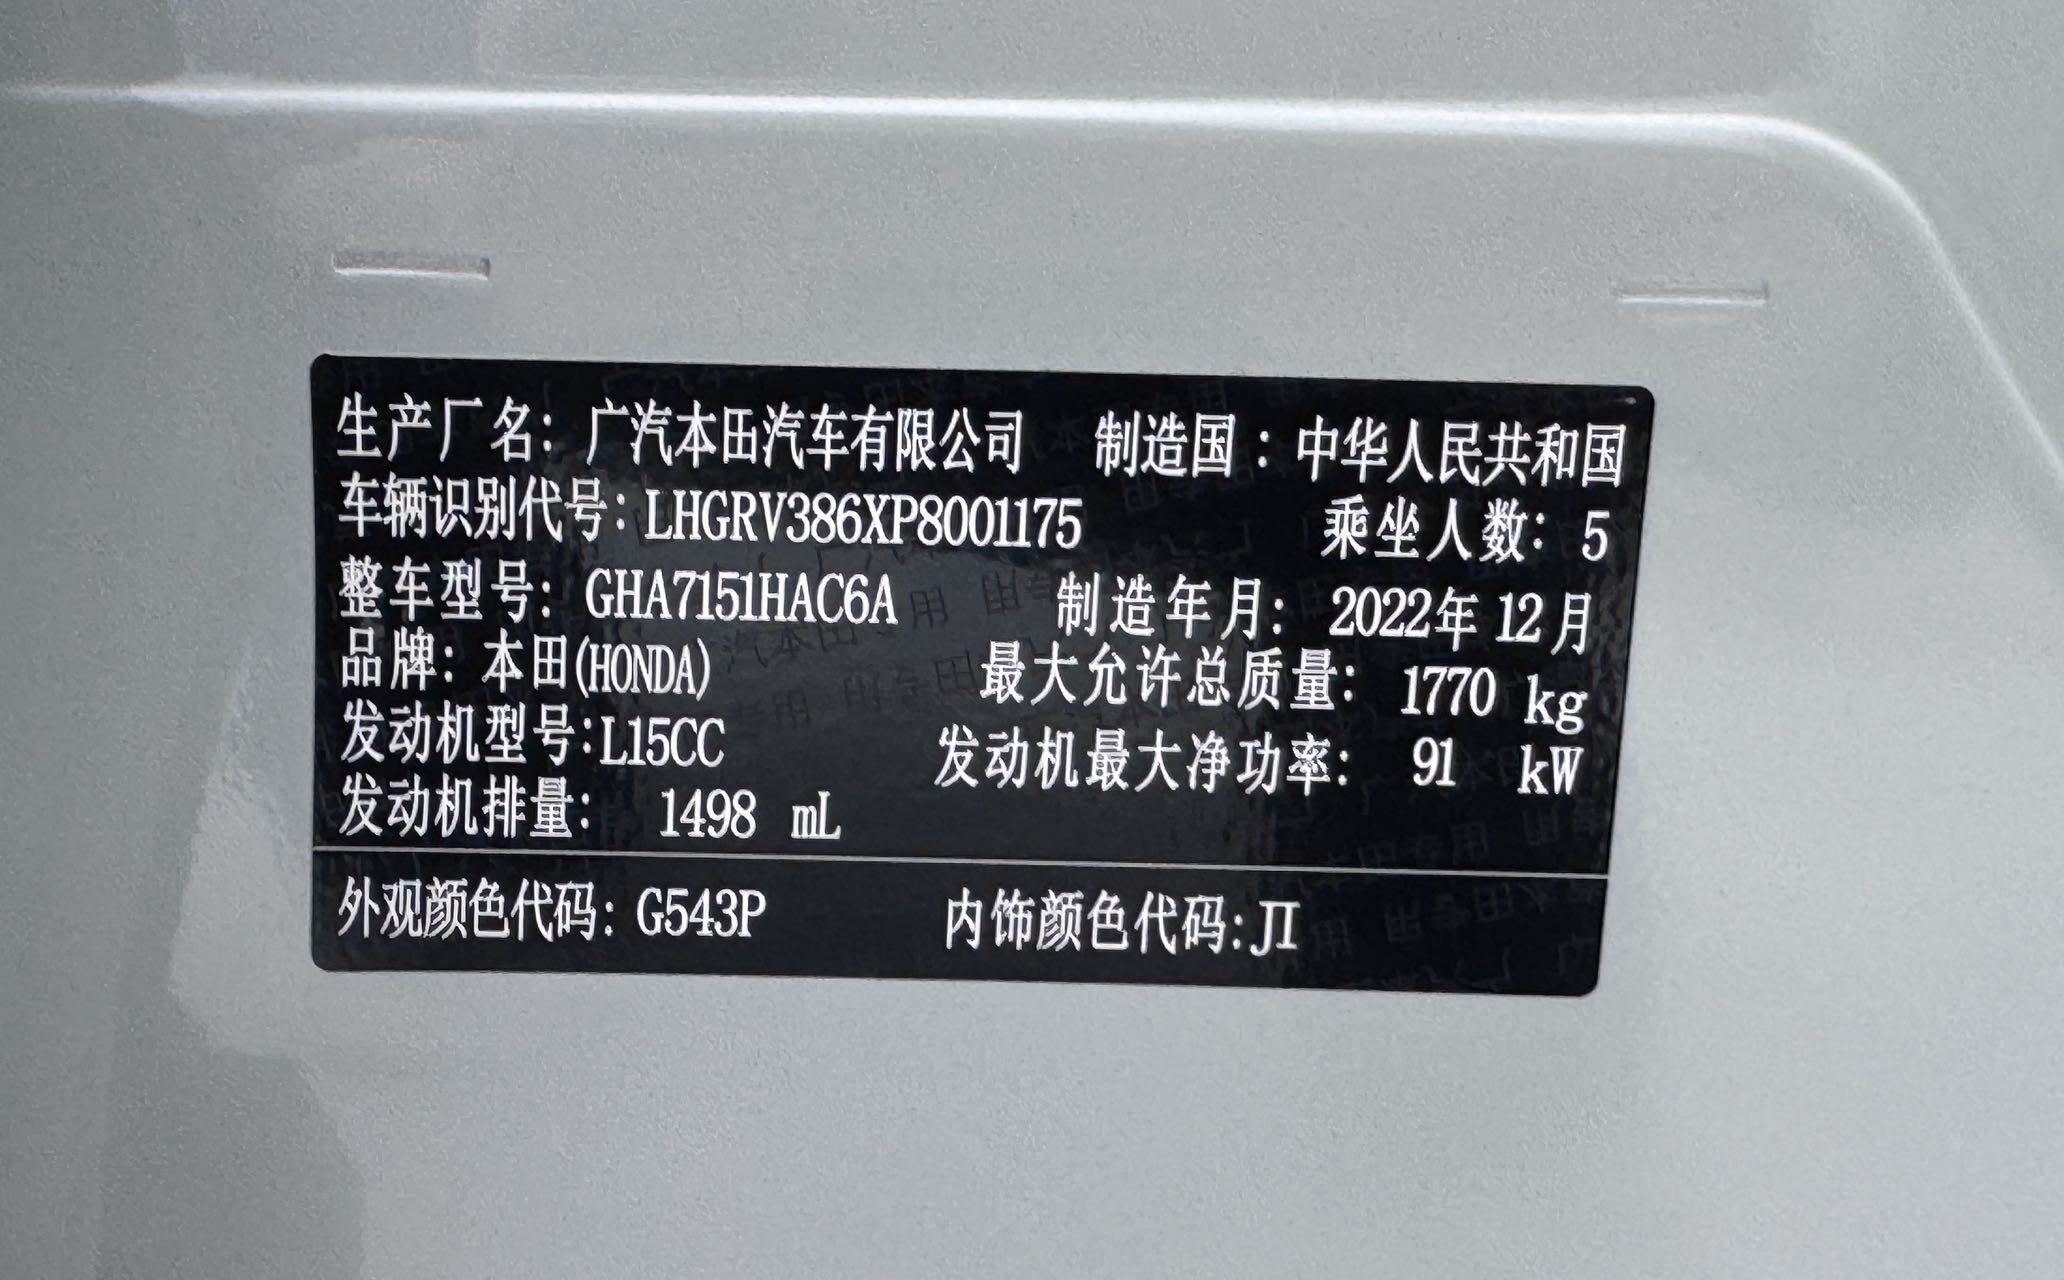 生产厂名：广汽本田汽车有限公司 制造国：中华人民共和国
车辆识别代号：LHGRV386XP8001175 乘坐人数：5
整车型号：GHA7151HAC6A 制造年月：2022年12月
品牌：本田(HONDA) 最大允许总质量：1770 kg
发动机型号：L15CC 发动机最大净功率：91 kW
发动机排量：1498 mL
外观颜色代码：G543P 内饰颜色代码：JI